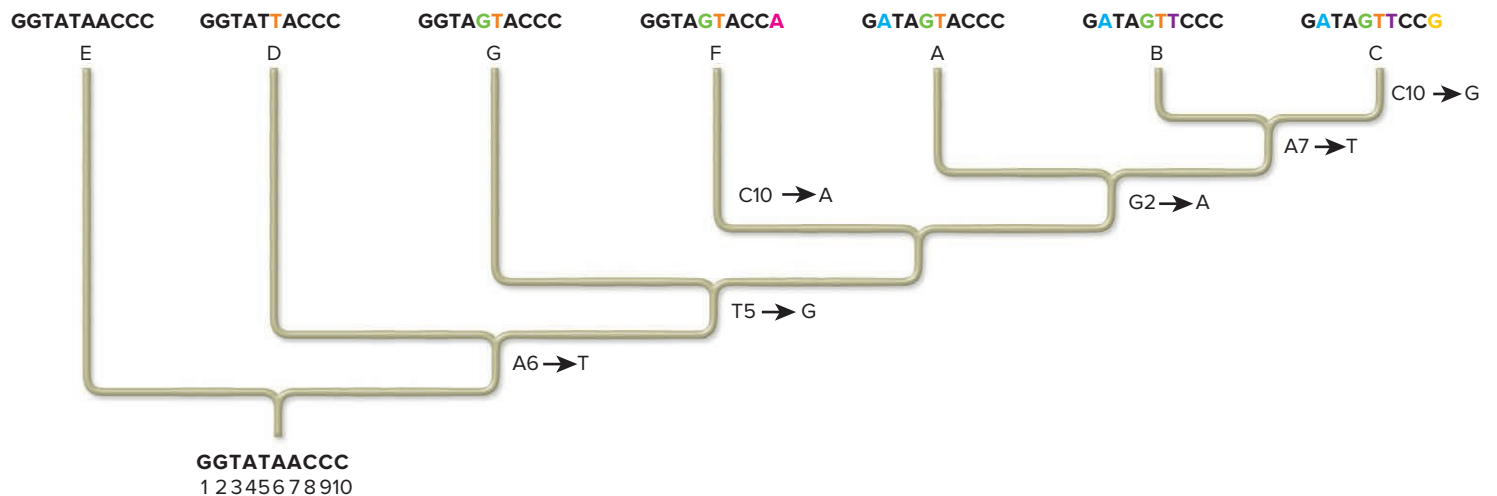 GGTATAACCC GGTATTACCC GGTAGTACCC GGTAGTACCA GATAGTACCC GATAGTTCCC GATAGTTCCG
E D G F A B C
C10 → G
A7 → T
C10 → A
G2 → A
T5 → G
A6 → T
GGTATAACCC
1 2 3 4 5 6 7 8 9 10